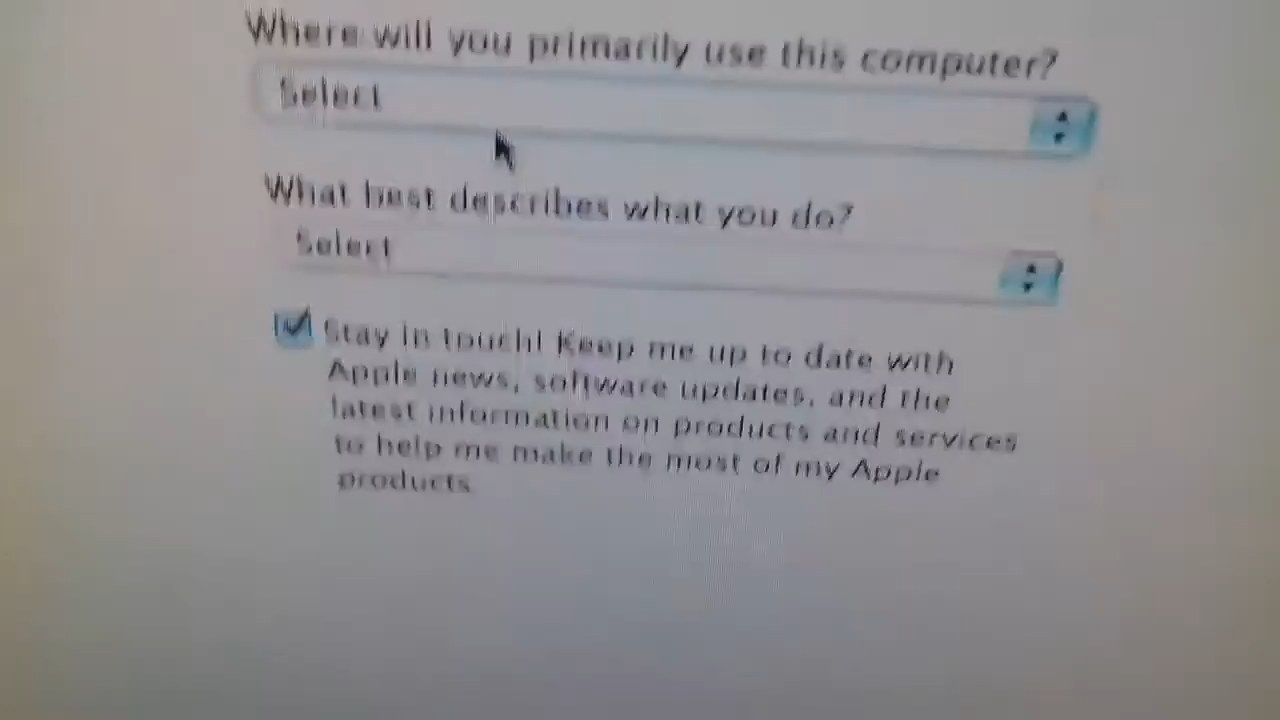 Where will you primarily use this computer?
Select
What best describes what you do?
Select
Stay in touch! Keep me up to date with
Apple news, software updates, and the
latest information on products and services
to help me make the most of my Apple
products.